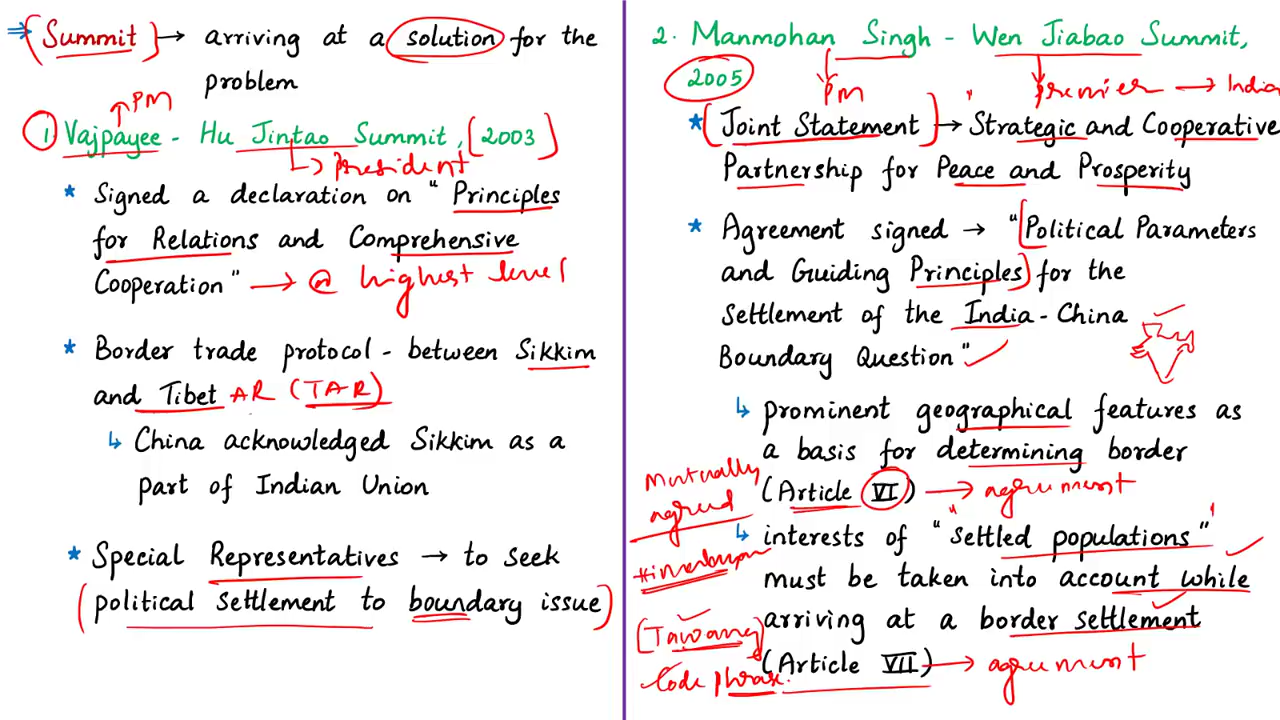 ⇒ (Summit) → arriving at a solution for the
problem
↑ PM
1. Vajpayee - Hu Jintao Summit, [2003]
↳ President
* Signed a declaration on "Principles
for Relations and Comprehensive
Cooperation" → @ highest level
* Border trade protocol - between Sikkim
and Tibet AR (TAR)
↳ China acknowledged Sikkim as a
part of Indian Union
* Special Representatives → to seek
(political settlement to boundary issue)
2. Manmohan Singh - Wen Jiabao Summit,
2005
PM
Premier → India
* [Joint Statement] → Strategic and Cooperative
Partnership for Peace and Prosperity
* Agreement signed → "[Political Parameters
and Guiding Principles] for the
Settlement of the India - China
Boundary Question" ✓
↳ prominent geographical features as
a basis for determining border
(Article VI) → agreement
Mutually
agreed
↳ interests of "settled populations"
must be taken into account while
arriving at a border settlement
(Article VII) → agreement
[Tawang]
Code phrase.